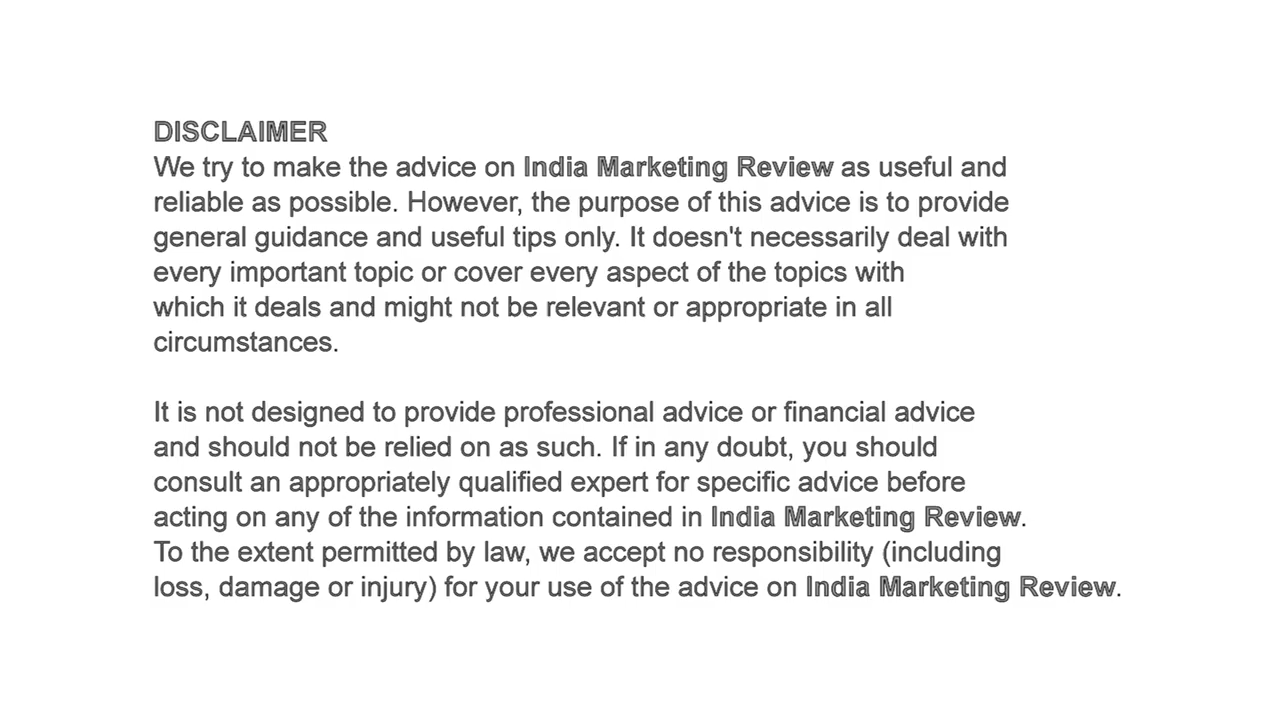 DISCLAIMER
We try to make the advice on India Marketing Review as useful and
reliable as possible. However, the purpose of this advice is to provide
general guidance and useful tips only. It doesn't necessarily deal with
every important topic or cover every aspect of the topics with
which it deals and might not be relevant or appropriate in all
circumstances.
It is not designed to provide professional advice or financial advice
and should not be relied on as such. If in any doubt, you should
consult an appropriately qualified expert for specific advice before
acting on any of the information contained in India Marketing Review.
To the extent permitted by law, we accept no responsibility (including
loss, damage or injury) for your use of the advice on India Marketing Review.